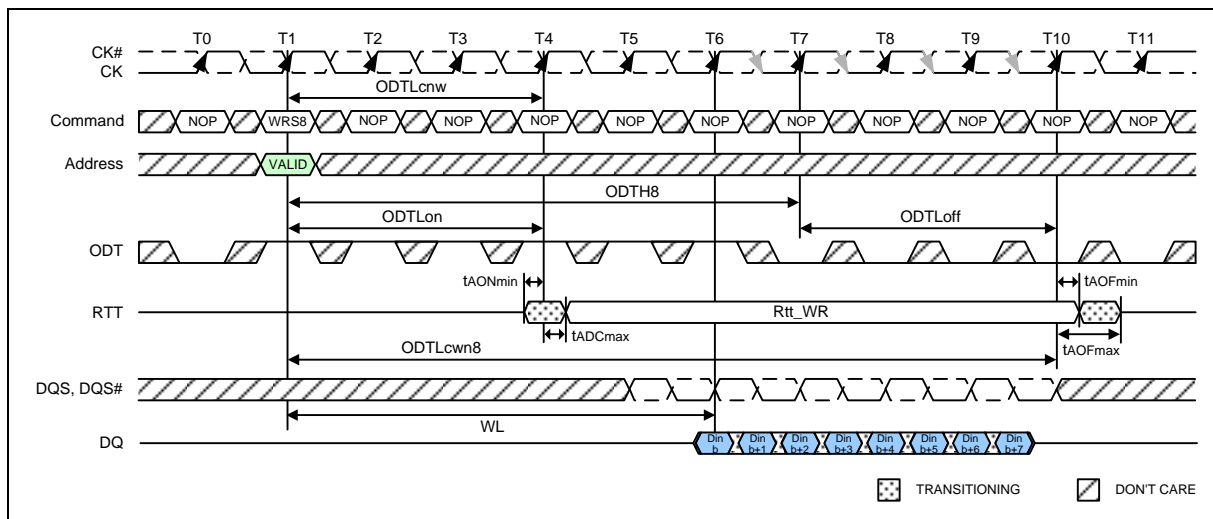 T0 T1 T2 T3 T4 T5 T6 T7 T8 T9 T10 T11
CK#
CK
ODTLcnw
Command NOP WRS8 NOP NOP NOP NOP NOP NOP NOP NOP NOP NOP
Address VALID
ODTH8
ODTLon ODTLoff
ODT
tAONmin tAOFmin
RTT Rtt_WR
tADCmax
ODTLcwn8 tAOFmax
DQS, DQS#
WL
DQ Din b Din b+1 Din b+2 Din b+3 Din b+4 Din b+5 Din b+6 Din b+7
TRANSITIONING DON'T CARE